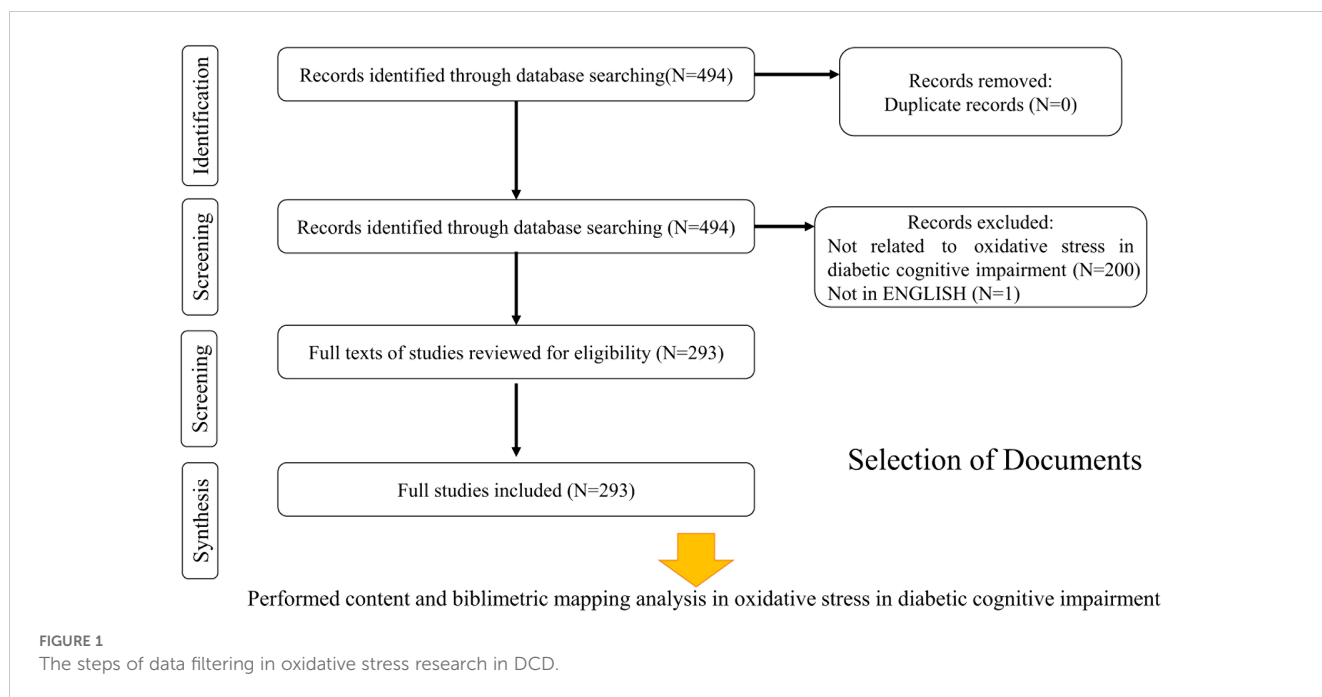 Identification
Records identified through database searching(N=494)
Records removed:
Duplicate records (N=0)
Screening
Records identified through database searching (N=494)
Records excluded:
Not related to oxidative stress in
diabetic cognitive impairment (N=200)
Not in ENGLISH (N=1)
Screening
Full texts of studies reviewed for eligibility (N=293)
Selection of Documents
Synthesis
Full studies included (N=293)
Performed content and biblimetric mapping analysis in oxidative stress in diabetic cognitive impairment
FIGURE 1
The steps of data filtering in oxidative stress research in DCD.